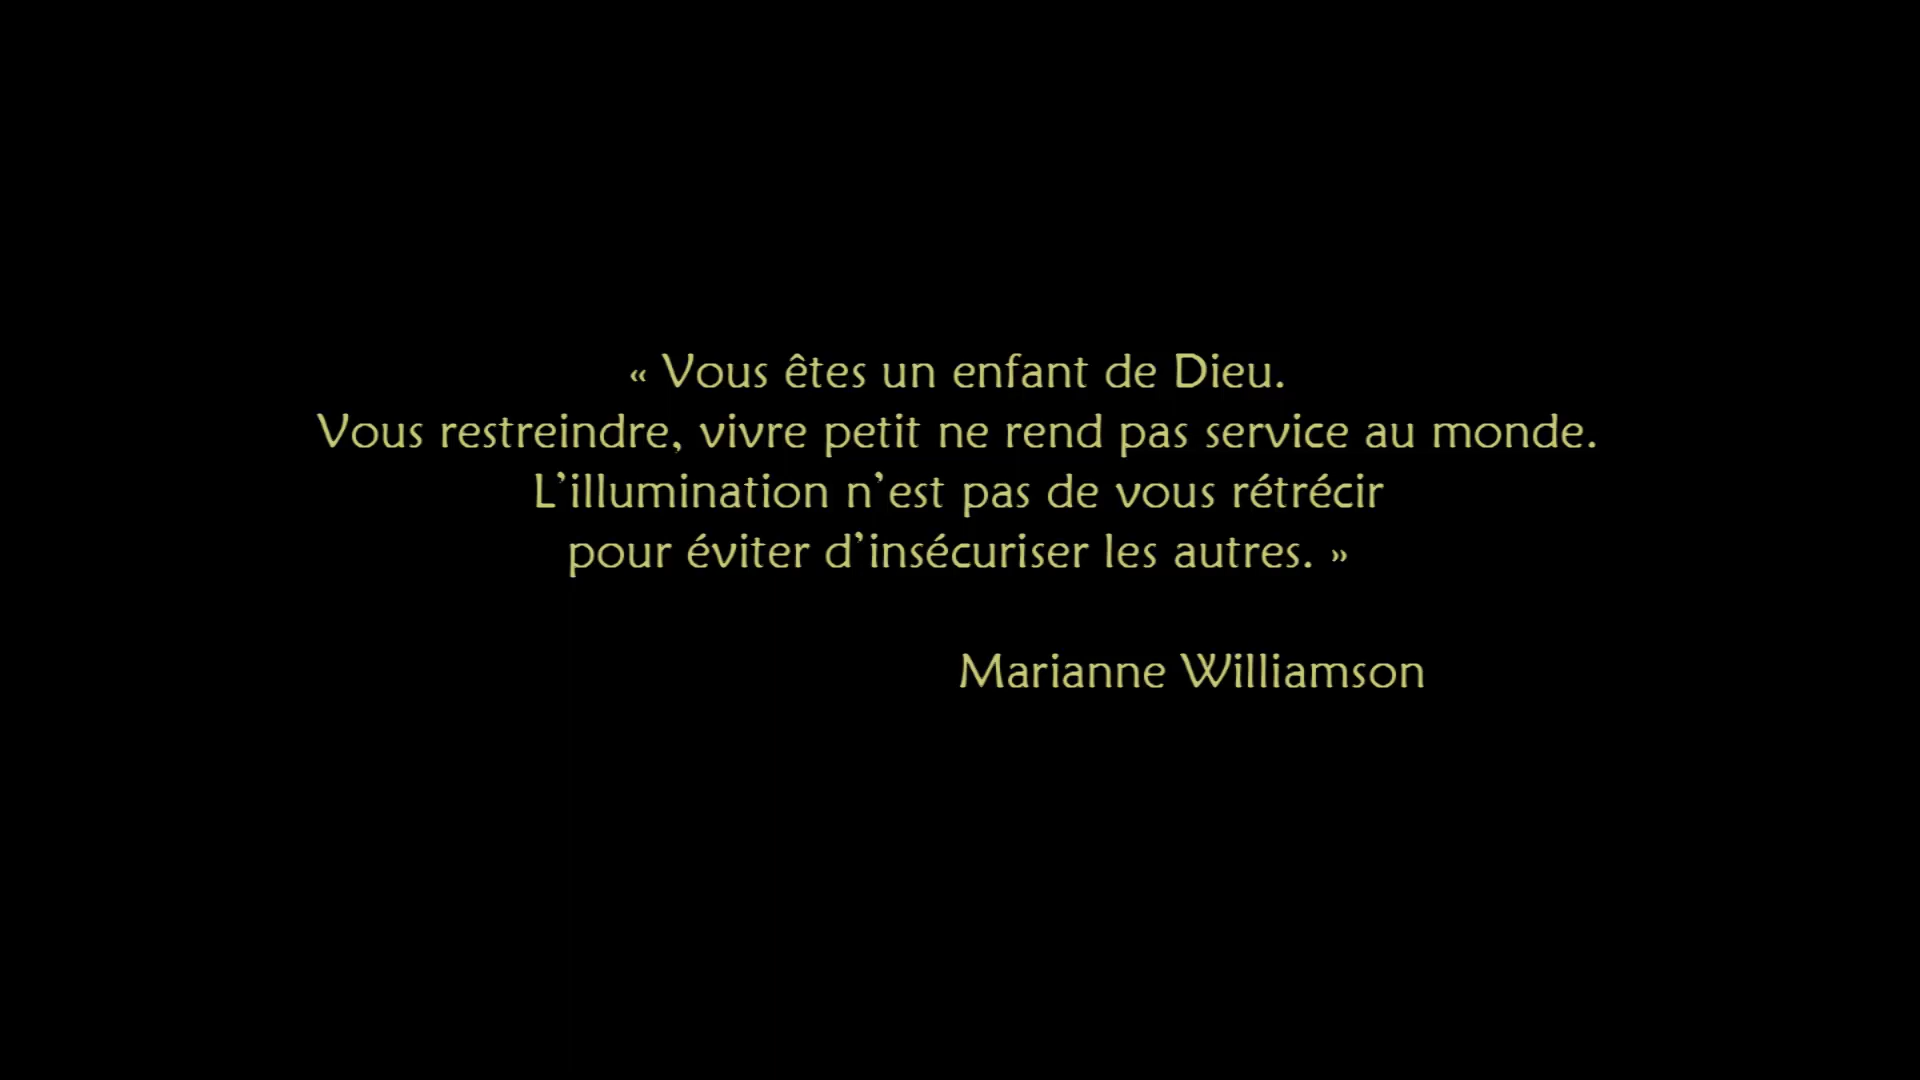 « Vous êtes un enfant de Dieu.
Vous restreindre, vivre petit ne rend pas service au monde.
L’illumination n’est pas de vous rétrécir
pour éviter d’insécuriser les autres. »
Marianne Williamson